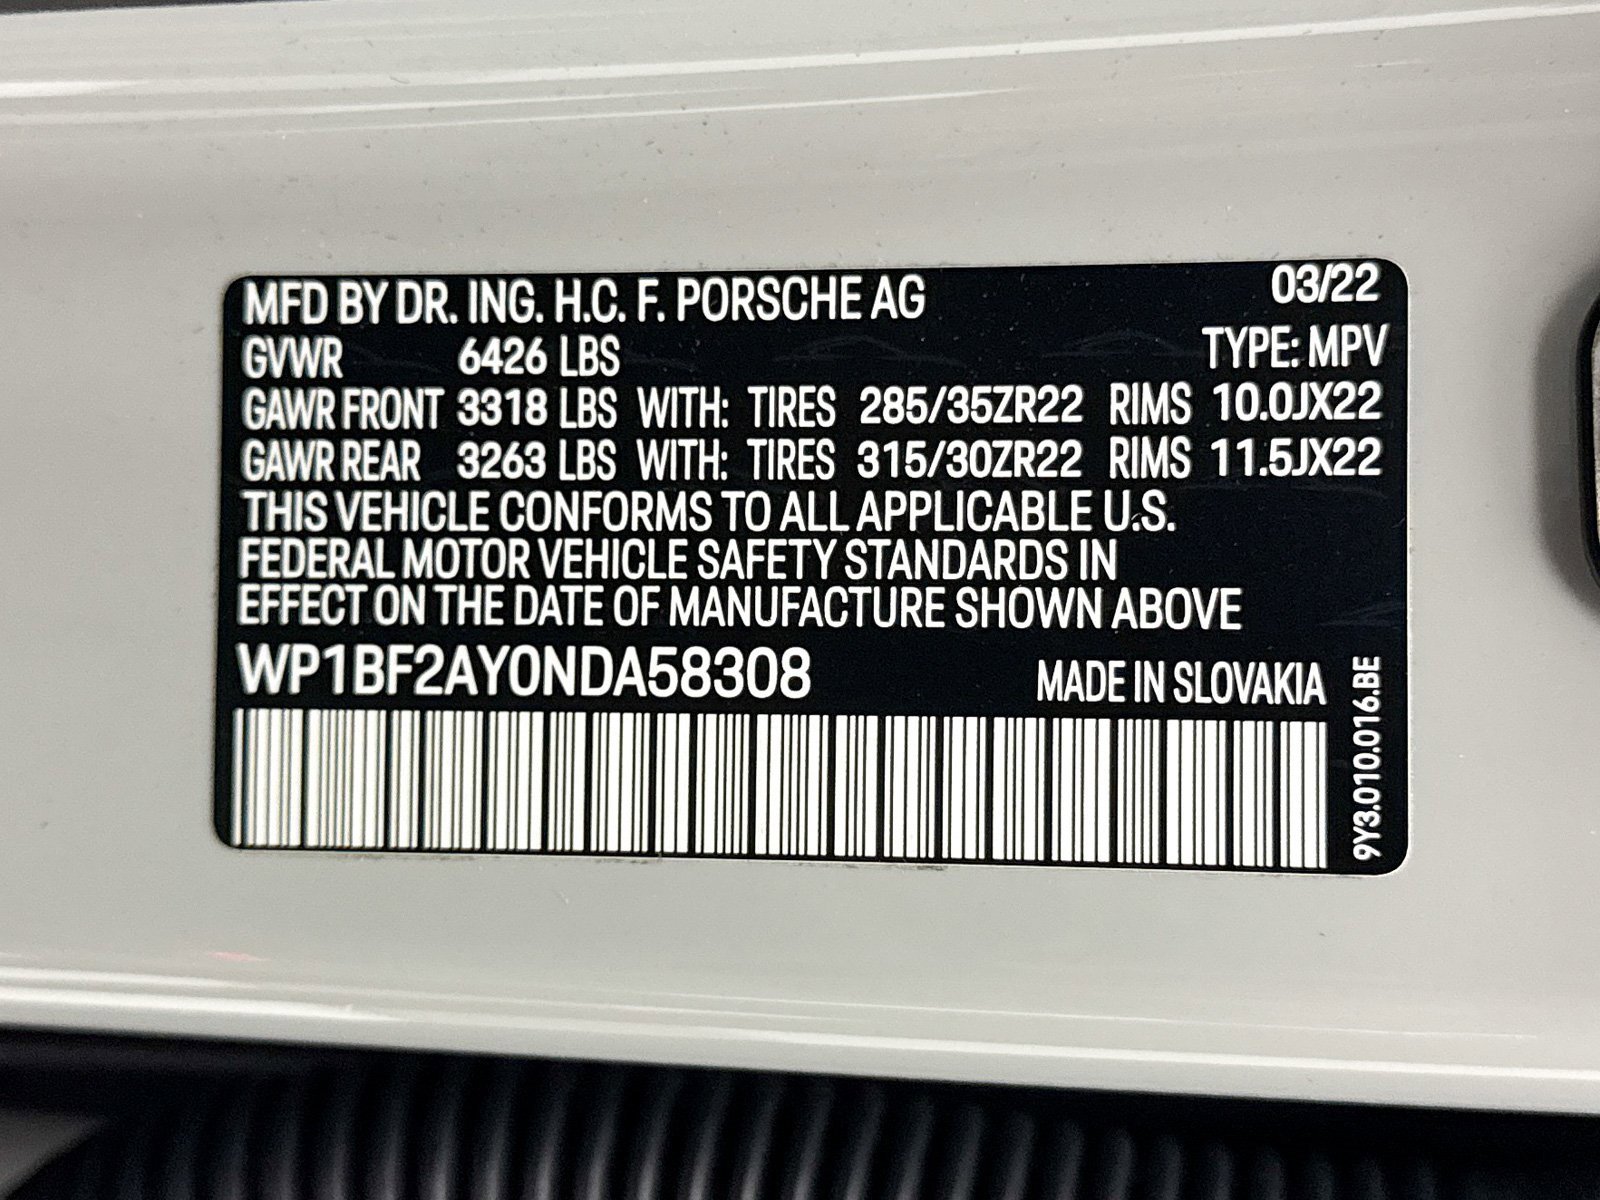 MFD BY DR. ING. H.C. F. PORSCHE AG 03/22
GVWR 6426 LBS TYPE: MPV
GAWR FRONT 3318 LBS WITH: TIRES 285/35ZR22 RIMS 10.0JX22
GAWR REAR 3263 LBS WITH: TIRES 315/30ZR22 RIMS 11.5JX22
THIS VEHICLE CONFORMS TO ALL APPLICABLE U.S.
FEDERAL MOTOR VEHICLE SAFETY STANDARDS IN
EFFECT ON THE DATE OF MANUFACTURE SHOWN ABOVE
WP1BF2AY0NDA58308 MADE IN SLOVAKIA
9Y3.010.016.BE